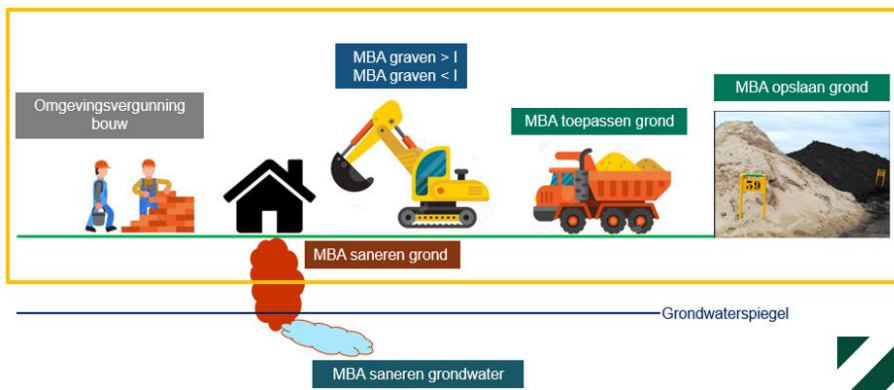 MBA graven > I
MBA graven < I
MBA opslaan grond
Omgevingsvergunning
bouw
MBA toepassen grond
59
MBA saneren grond
Grondwaterspiegel
MBA saneren grondwater